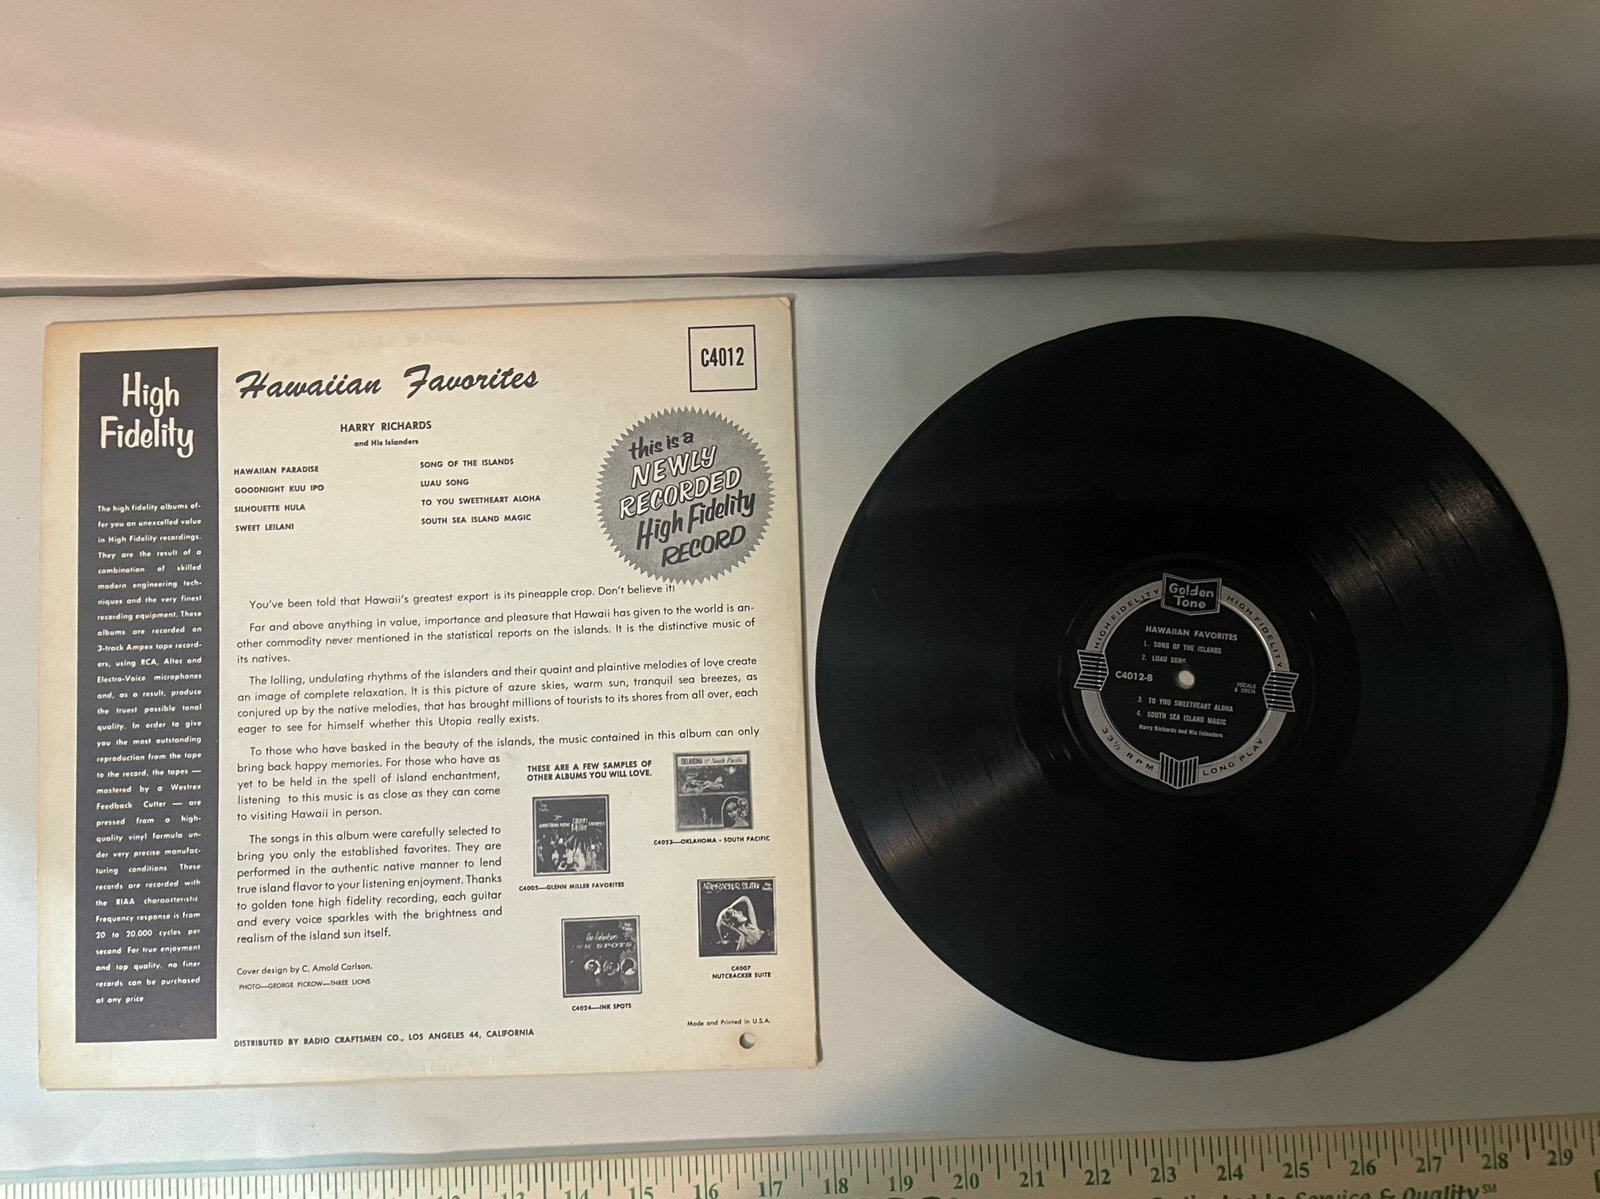 High
Fidelity
The high fidelity albums of-
fer you an unexcelled value
in High Fidelity recordings.
They are the result of a
combination of skilled
modern engineering tech-
niques and the very finest
recording equipment. These
albums are recorded on
3-track Ampex tape record-
ers, using RCA, Altec and
Electro-Voice microphones
and, as a result, produce
the truest possible tonal
quality. In order to give
you the most outstanding
reproduction from the tape
to the record, the tapes —
mastered by a Westrex
Feedback Cutter — are
pressed from a high-
quality vinyl formula un-
der very precise manufac-
turing conditions These
records are recorded with
the RIAA characteristic
Frequency response is from
20 to 20,000 cycles per
second For true enjoyment
and top quality, no finer
records can be purchased
at any price
Hawaiian Favorites
C4012
HARRY RICHARDS
and His Islanders
HAWAIIAN PARADISE
GOODNIGHT KUU IPO
SILHOUETTE HULA
SWEET LEILANI
SONG OF THE ISLANDS
LUAU SONG
TO YOU SWEETHEART ALOHA
SOUTH SEA ISLAND MAGIC
this is a
NEWLY
RECORDED
High Fidelity
RECORD
You've been told that Hawaii's greatest export is its pineapple crop. Don't believe it!
Far and above anything in value, importance and pleasure that Hawaii has given to the world is an-
other commodity never mentioned in the statistical reports on the islands. It is the distinctive music of
its natives.
The lolling, undulating rhythms of the islanders and their quaint and plaintive melodies of love create
an image of complete relaxation. It is this picture of azure skies, warm sun, tranquil sea breezes, as
conjured up by the native melodies, that has brought millions of tourists to its shores from all over, each
eager to see for himself whether this Utopia really exists.
To those who have basked in the beauty of the islands, the music contained in this album can only
bring back happy memories. For those who have as
yet to be held in the spell of island enchantment,
listening to this music is as close as they can come
to visiting Hawaii in person.
The songs in this album were carefully selected to
bring you only the established favorites. They are
performed in the authentic native manner to lend
true island flavor to your listening enjoyment. Thanks
to golden tone high fidelity recording, each guitar
and every voice sparkles with the brightness and
realism of the island sun itself.
Cover design by C. Arnold Carlson.
PHOTO—GEORGE PICKOW—THREE LIONS
DISTRIBUTED BY RADIO CRAFTSMEN CO., LOS ANGELES 44, CALIFORNIA
THESE ARE A FEW SAMPLES OF
OTHER ALBUMS YOU WILL LOVE.
OKLAHOMA & South Pacific
C4023—OKLAHOMA - SOUTH PACIFIC
Glenn
Miller
C4005—GLENN MILLER FAVORITES
NUTCRACKER SUITE
C4007
NUTCRACKER SUITE
INK SPOTS
C4024—INK SPOTS
Made and Printed in U.S.A.
Golden
Tone
HIGH FIDELITY
HIGH FIDELITY
HAWAIIAN FAVORITES
1. SONG OF THE ISLANDS
2. LUAU SONG
C4012-B
VOCALS
& ORCH.
3. TO YOU SWEETHEART ALOHA
4. SOUTH SEA ISLAND MAGIC
Harry Richards and His Islanders
33⅓ RPM
LONG PLAY
14 15 16 17 18 19 20 21 22 23 24 25 26 27 28 29
Service & Quality℠